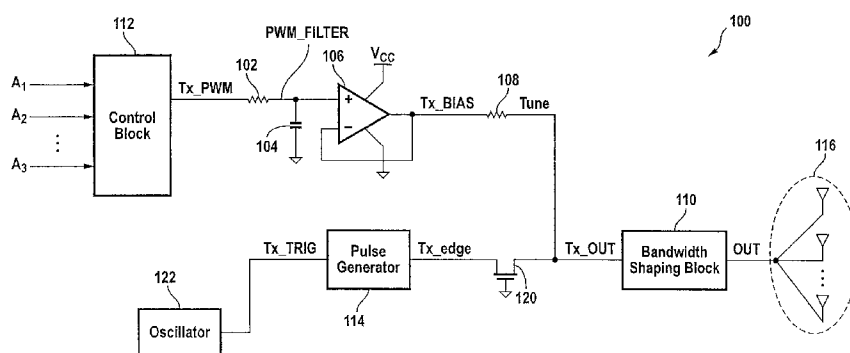 100
112
A1
A2
A3
Control
Block
Tx_PWM
102
PWM_FILTER
104
106
VCC
+
−
Tx_BIAS
108
Tune
116
Tx_TRIG
Pulse
Generator
114
Tx_edge
120
Tx_OUT
110
Bandwidth
Shaping Block
OUT
122
Oscillator